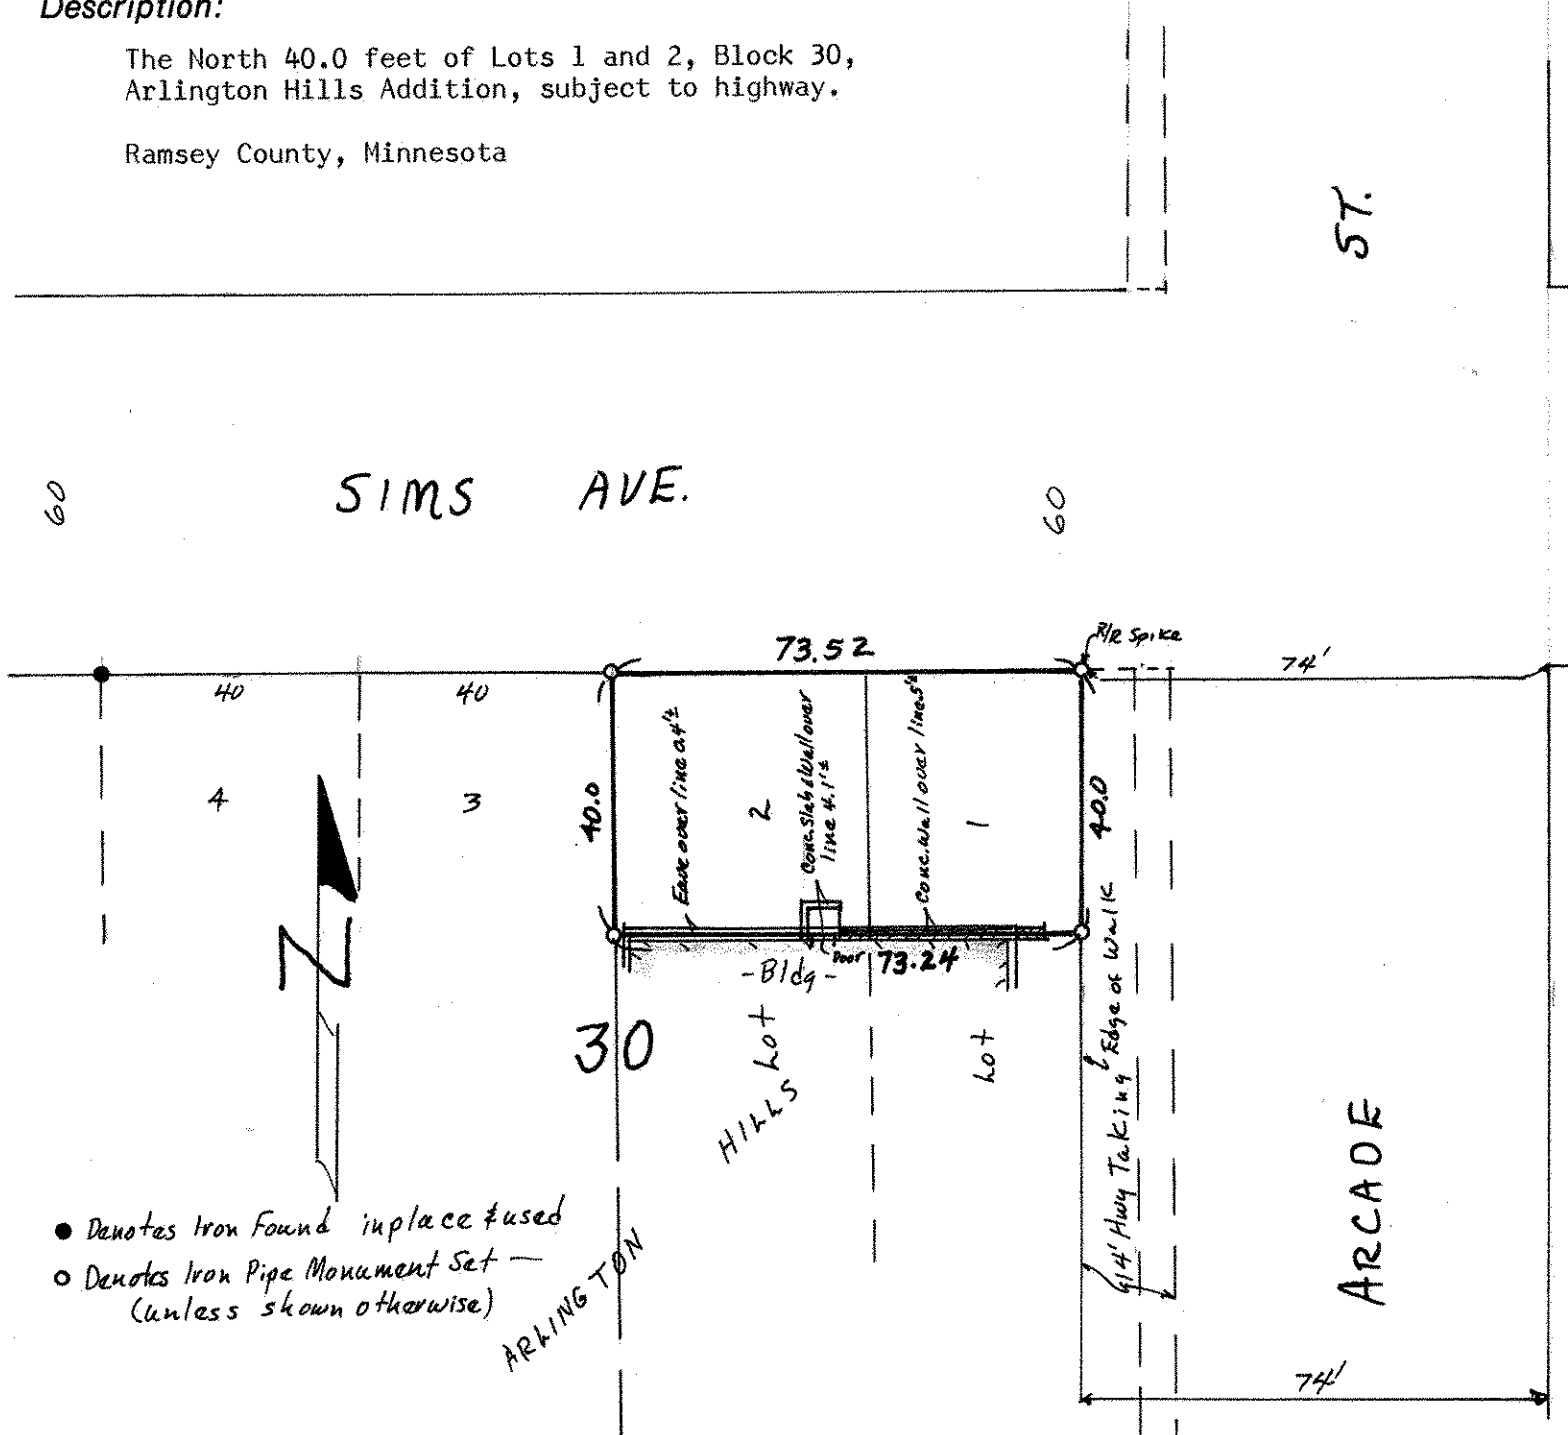 Description:
The North 40.0 feet of Lots 1 and 2, Block 30,
Arlington Hills Addition, subject to highway.
Ramsey County, Minnesota
ST.
60
SIMS AVE.
60
R/R Spike
73.52
74'
40
40
4
3
40.0
Eave over line
2
Conc. Slab & Wall over
line 4.1'±
Conc. Wall over line .5'±
1
40.0
-Bldg-
Door
73.24
N
30
Lot
Lot
Edge of Walk
14' Hwy Taking
HILLS
ARLINGTON
ARCADE
● Denotes Iron Found inplace & used
o Denotes Iron Pipe Monument Set —
(unless shown otherwise)
74'